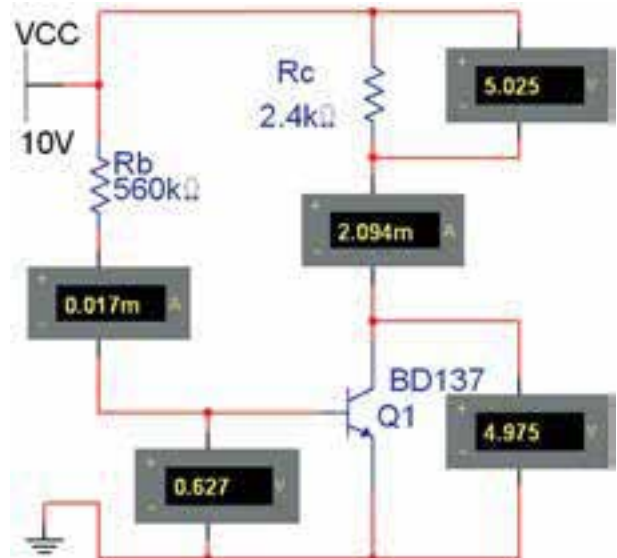 VCC
10V
Rb
560kΩ
Rc
2.4kΩ
+
5.025 V
-
+
2.094m A
-
+
0.017m A
-
BD137
Q1
+
0.627 V
-
+
4.975 V
-